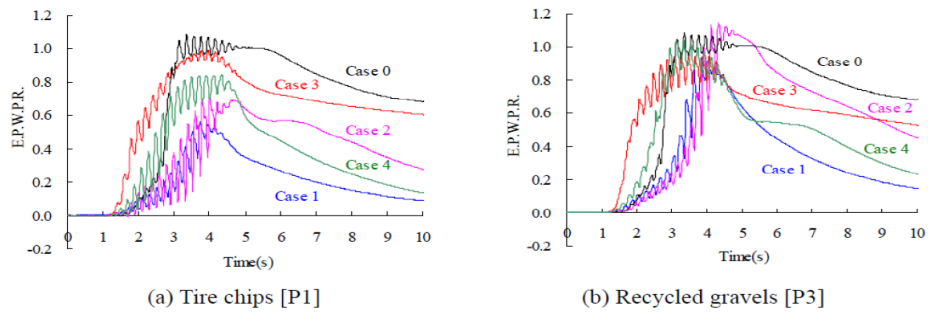 1.2
1.0
0.8
0.6
0.4
0.2
0.0
-0.2
E.P.W.P.R.
Case 0
Case 3
Case 2
Case 4
Case 1
0 1 2 3 4 5 6 7 8 9 10
Time(s)
(a) Tire chips [P1]
1.2
1.0
0.8
0.6
0.4
0.2
0.0
-0.2
E.P.W.P.R.
Case 0
Case 3
Case 2
Case 4
Case 1
0 1 2 3 4 5 6 7 8 9 10
Time(s)
(b) Recycled gravels [P3]